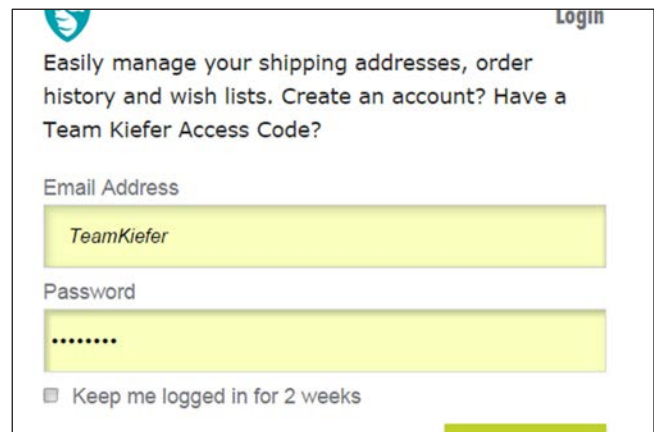 Login
Easily manage your shipping addresses, order
history and wish lists. Create an account? Have a
Team Kiefer Access Code?
Email Address
TeamKiefer
Password
••••••••
Keep me logged in for 2 weeks